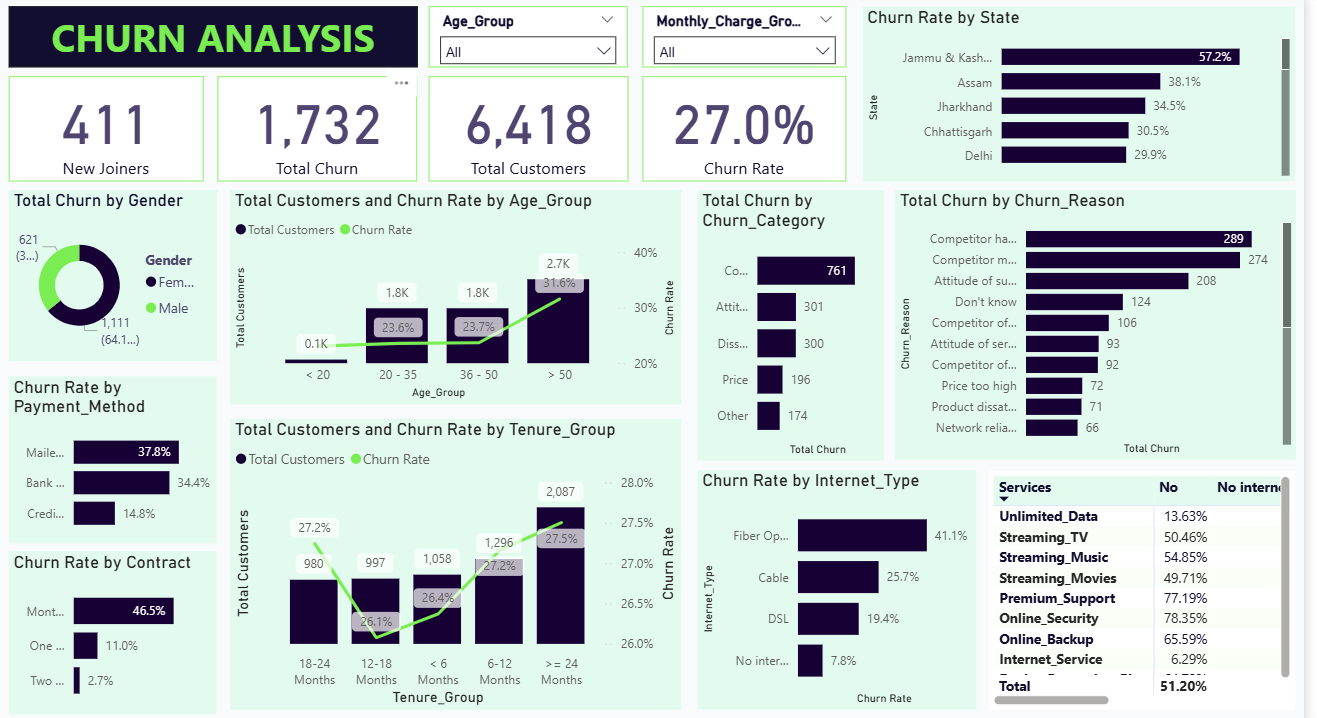 CHURN ANALYSIS
Age_Group
All
Monthly_Charge_Gro...
All
411
New Joiners
1,732
Total Churn
6,418
Total Customers
27.0%
Churn Rate
Churn Rate by State
State
Jammu & Kash...
57.2%
Assam
38.1%
Jharkhand
34.5%
Chhattisgarh
30.5%
Delhi
29.9%
Total Churn by Gender
621
(3...)
1,111
(64.1...)
Gender
Fem...
Male
Total Customers and Churn Rate by Age_Group
Total Customers
Churn Rate
Total Customers
0.1K
1.8K
23.6%
1.8K
23.7%
2.7K
31.6%
40%
30%
20%
Churn Rate
< 20
20 - 35
36 - 50
> 50
Age_Group
Total Churn by
Churn_Category
Co...
761
Attit...
301
Diss...
300
Price
196
Other
174
Total Churn
Total Churn by Churn_Reason
Churn_Reason
Competitor ha...
289
Competitor m...
274
Attitude of su...
208
Don't know
124
Competitor of...
106
Attitude of ser...
93
Competitor of...
92
Price too high
72
Product dissat...
71
Network relia...
66
Total Churn
Churn Rate by
Payment_Method
Maile...
37.8%
Bank ...
34.4%
Credi...
14.8%
Churn Rate by Contract
Mont...
46.5%
One ...
11.0%
Two ...
2.7%
Total Customers and Churn Rate by Tenure_Group
Total Customers
Churn Rate
Total Customers
27.2%
980
997
26.1%
1,058
26.4%
1,296
27.2%
2,087
27.5%
28.0%
27.5%
27.0%
26.5%
26.0%
Churn Rate
18-24
Months
12-18
Months
< 6
Months
6-12
Months
>= 24
Months
Tenure_Group
Churn Rate by Internet_Type
Internet_Type
Fiber Op...
41.1%
Cable
25.7%
DSL
19.4%
No inter...
7.8%
Churn Rate
Services No No intern
Unlimited_Data 13.63%
Streaming_TV 50.46%
Streaming_Music 54.85%
Streaming_Movies 49.71%
Premium_Support 77.19%
Online_Security 78.35%
Online_Backup 65.59%
Internet_Service 6.29%
Total 51.20%